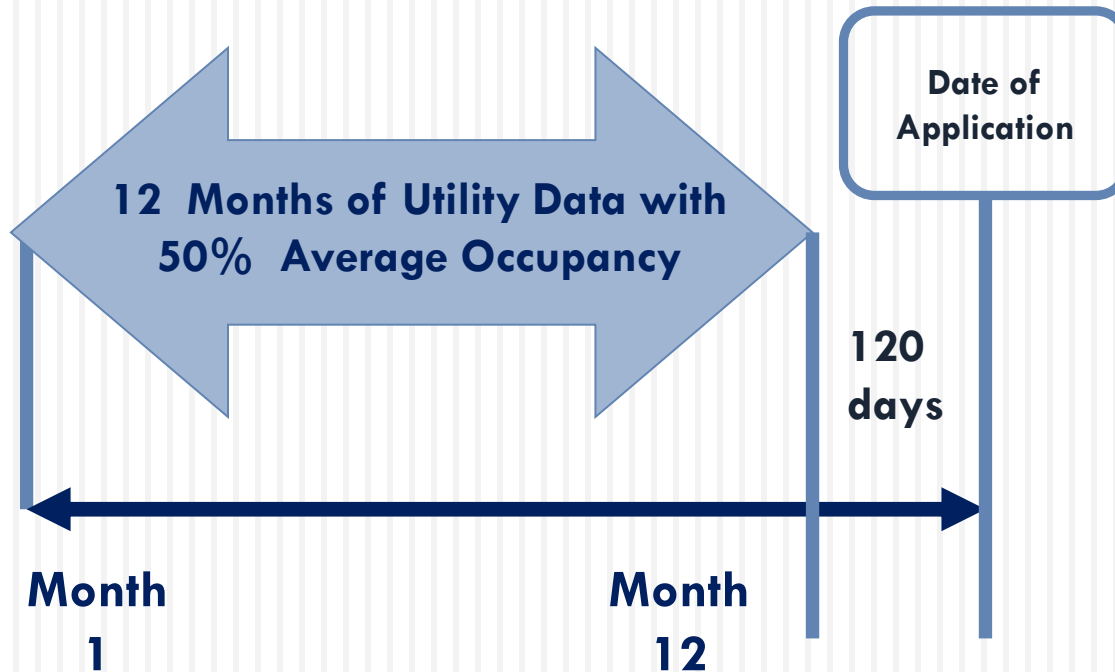 Date of
Application
12 Months of Utility Data with
50% Average Occupancy
120
days
Month
1
Month
12